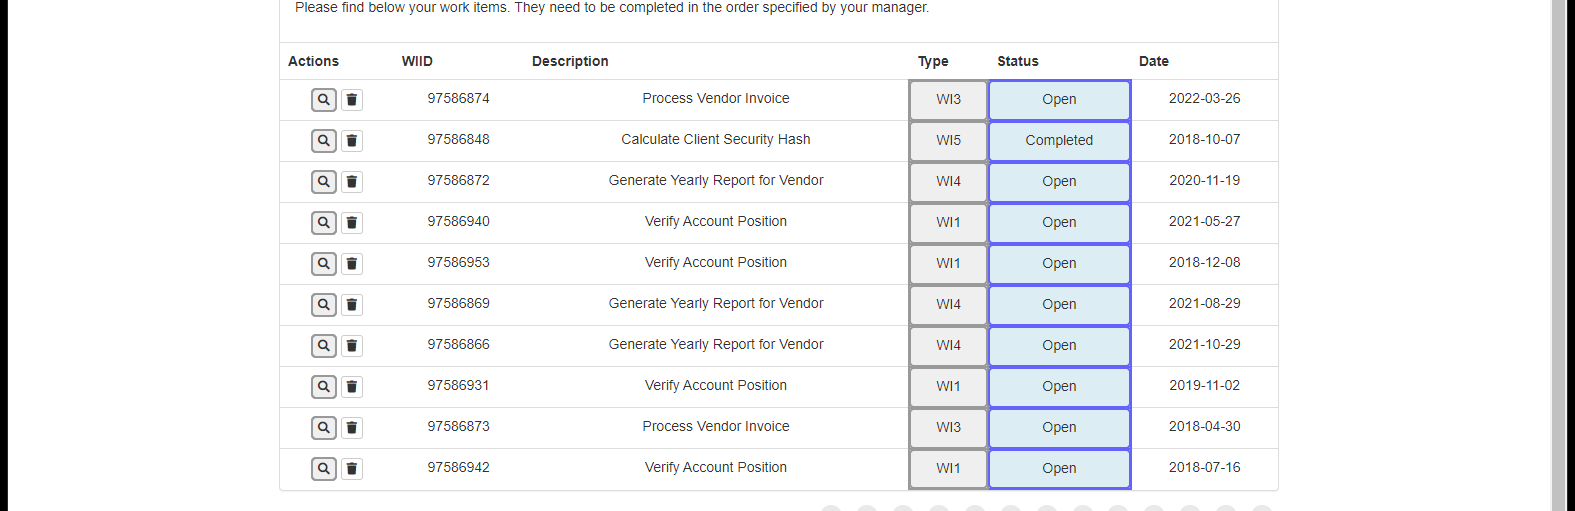 Please find below your work items. They need to be completed in the order specified by your manager.
Actions WIID Description Type Status Date
97586874 Process Vendor Invoice WI3 Open 2022-03-26
97586848 Calculate Client Security Hash WI5 Completed 2018-10-07
97586872 Generate Yearly Report for Vendor WI4 Open 2020-11-19
97586940 Verify Account Position WI1 Open 2021-05-27
97586953 Verify Account Position WI1 Open 2018-12-08
97586869 Generate Yearly Report for Vendor WI4 Open 2021-08-29
97586866 Generate Yearly Report for Vendor WI4 Open 2021-10-29
97586931 Verify Account Position WI1 Open 2019-11-02
97586873 Process Vendor Invoice WI3 Open 2018-04-30
97586942 Verify Account Position WI1 Open 2018-07-16